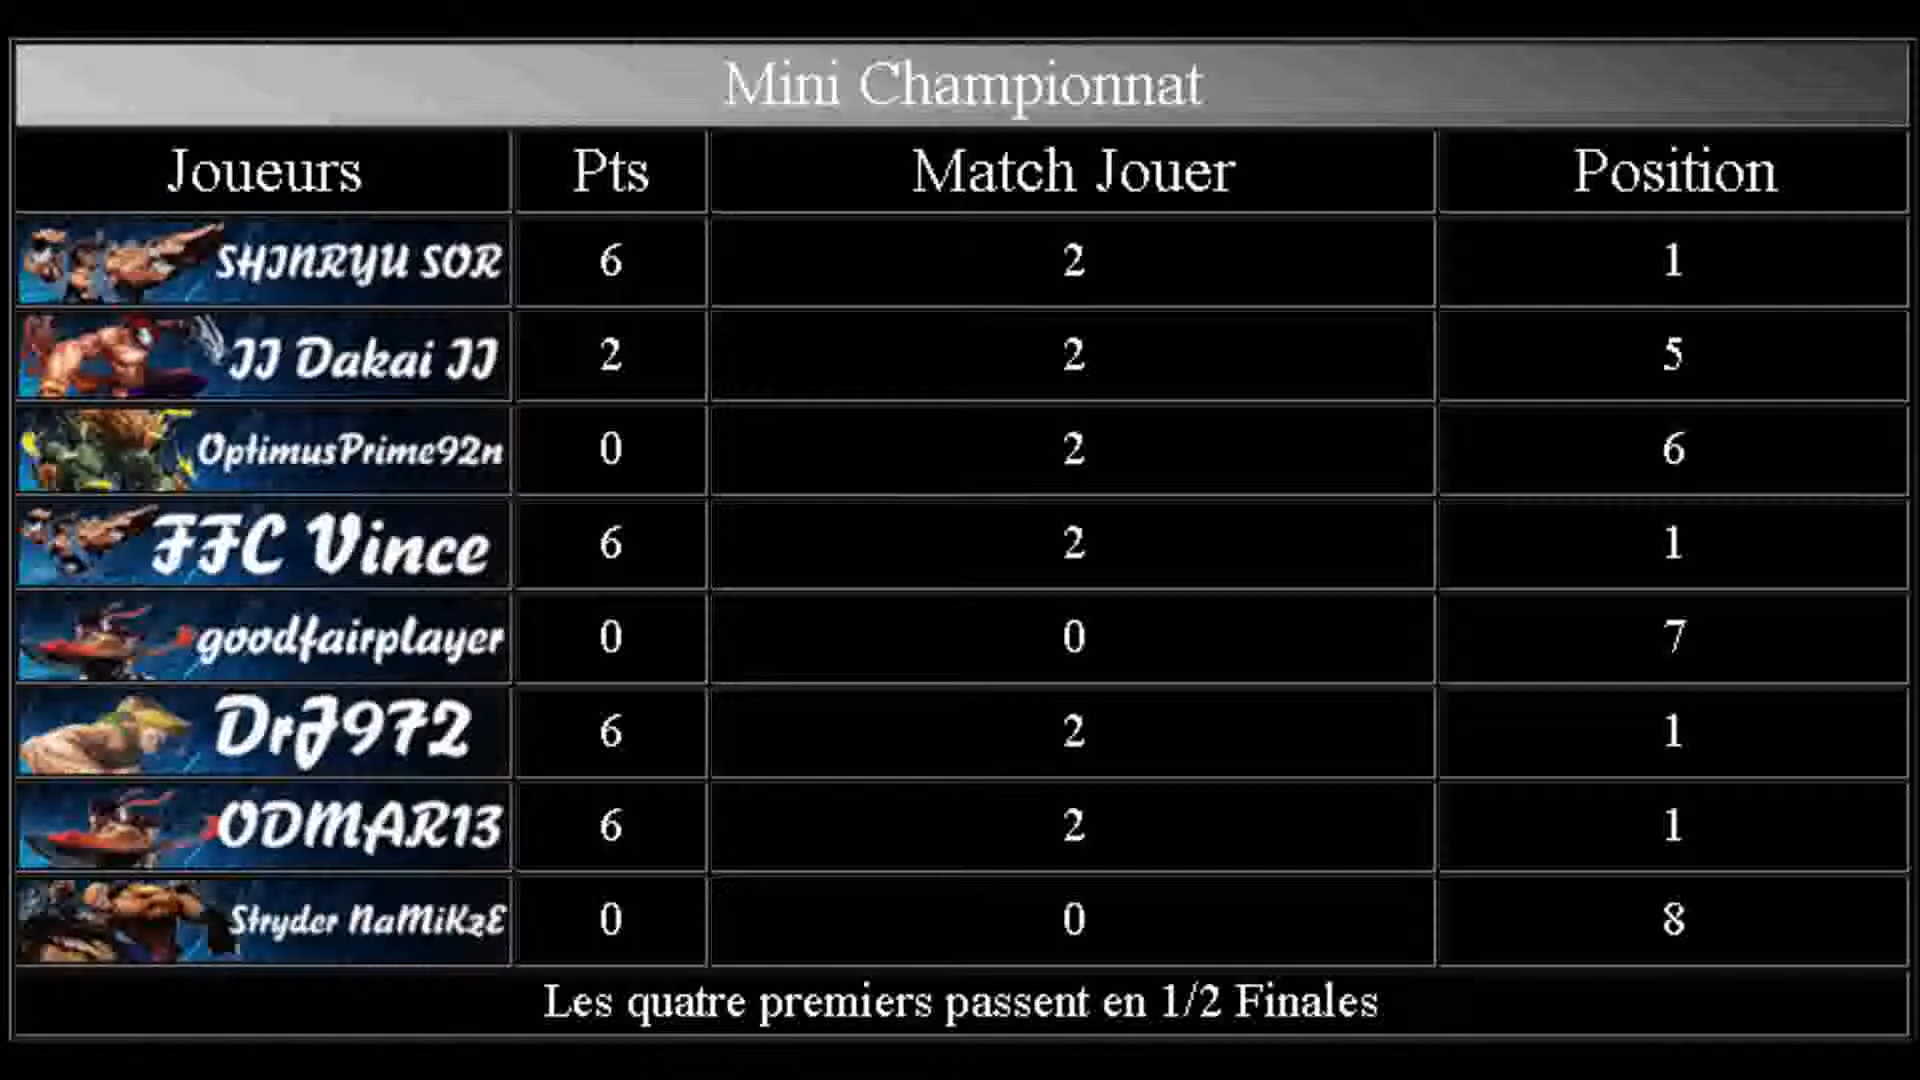 Mini Championnat
Joueurs Pts Match Jouer Position
SHINRYU SOR 6 2 1
JJ Dakai JJ 2 2 5
OptimusPrime92n 0 2 6
FFC Vince 6 2 1
goodfairplayer 0 0 7
DrJ972 6 2 1
ODMAR13 6 2 1
Stryder NaMiKzE 0 0 8
Les quatre premiers passent en 1/2 Finales